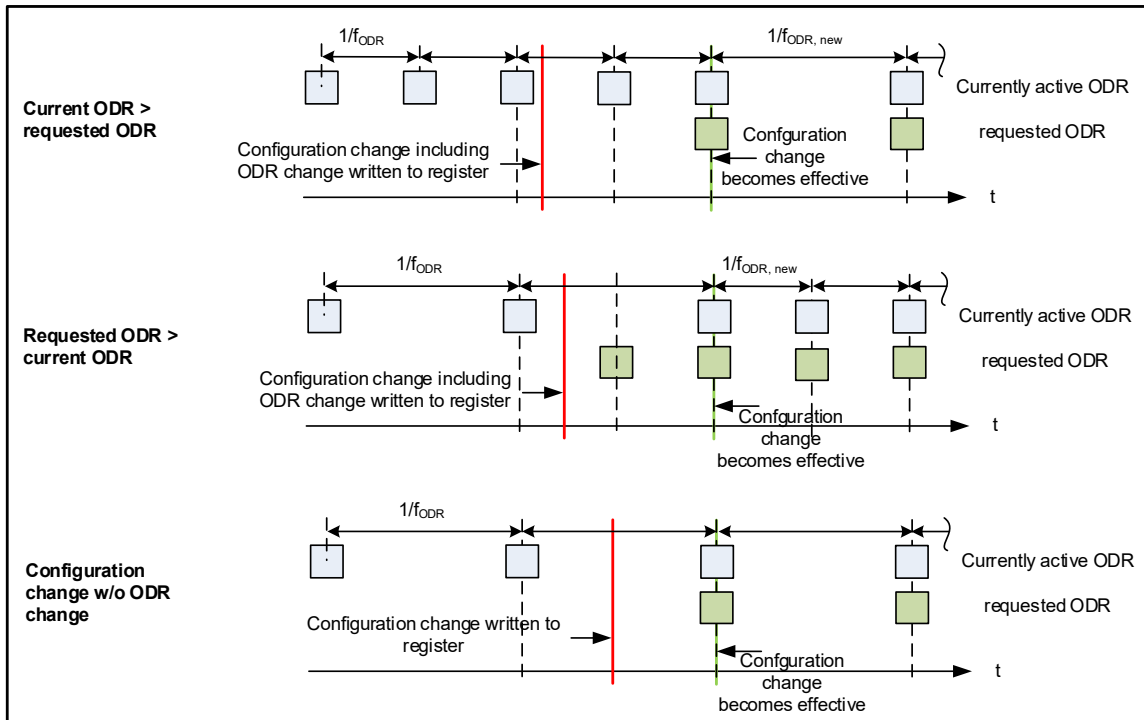 1/fODR
1/fODR, new
Current ODR >
requested ODR
Currently active ODR
requested ODR
Configuration change including
ODR change written to register
Confguration
change
becomes effective
t
1/fODR
1/fODR, new
Requested ODR >
current ODR
Currently active ODR
requested ODR
Configuration change including
ODR change written to register
Confguration
change
becomes effective
t
1/fODR
Configuration
change w/o ODR
change
Currently active ODR
requested ODR
Configuration change written to
register
Confguration
change
becomes effective
t